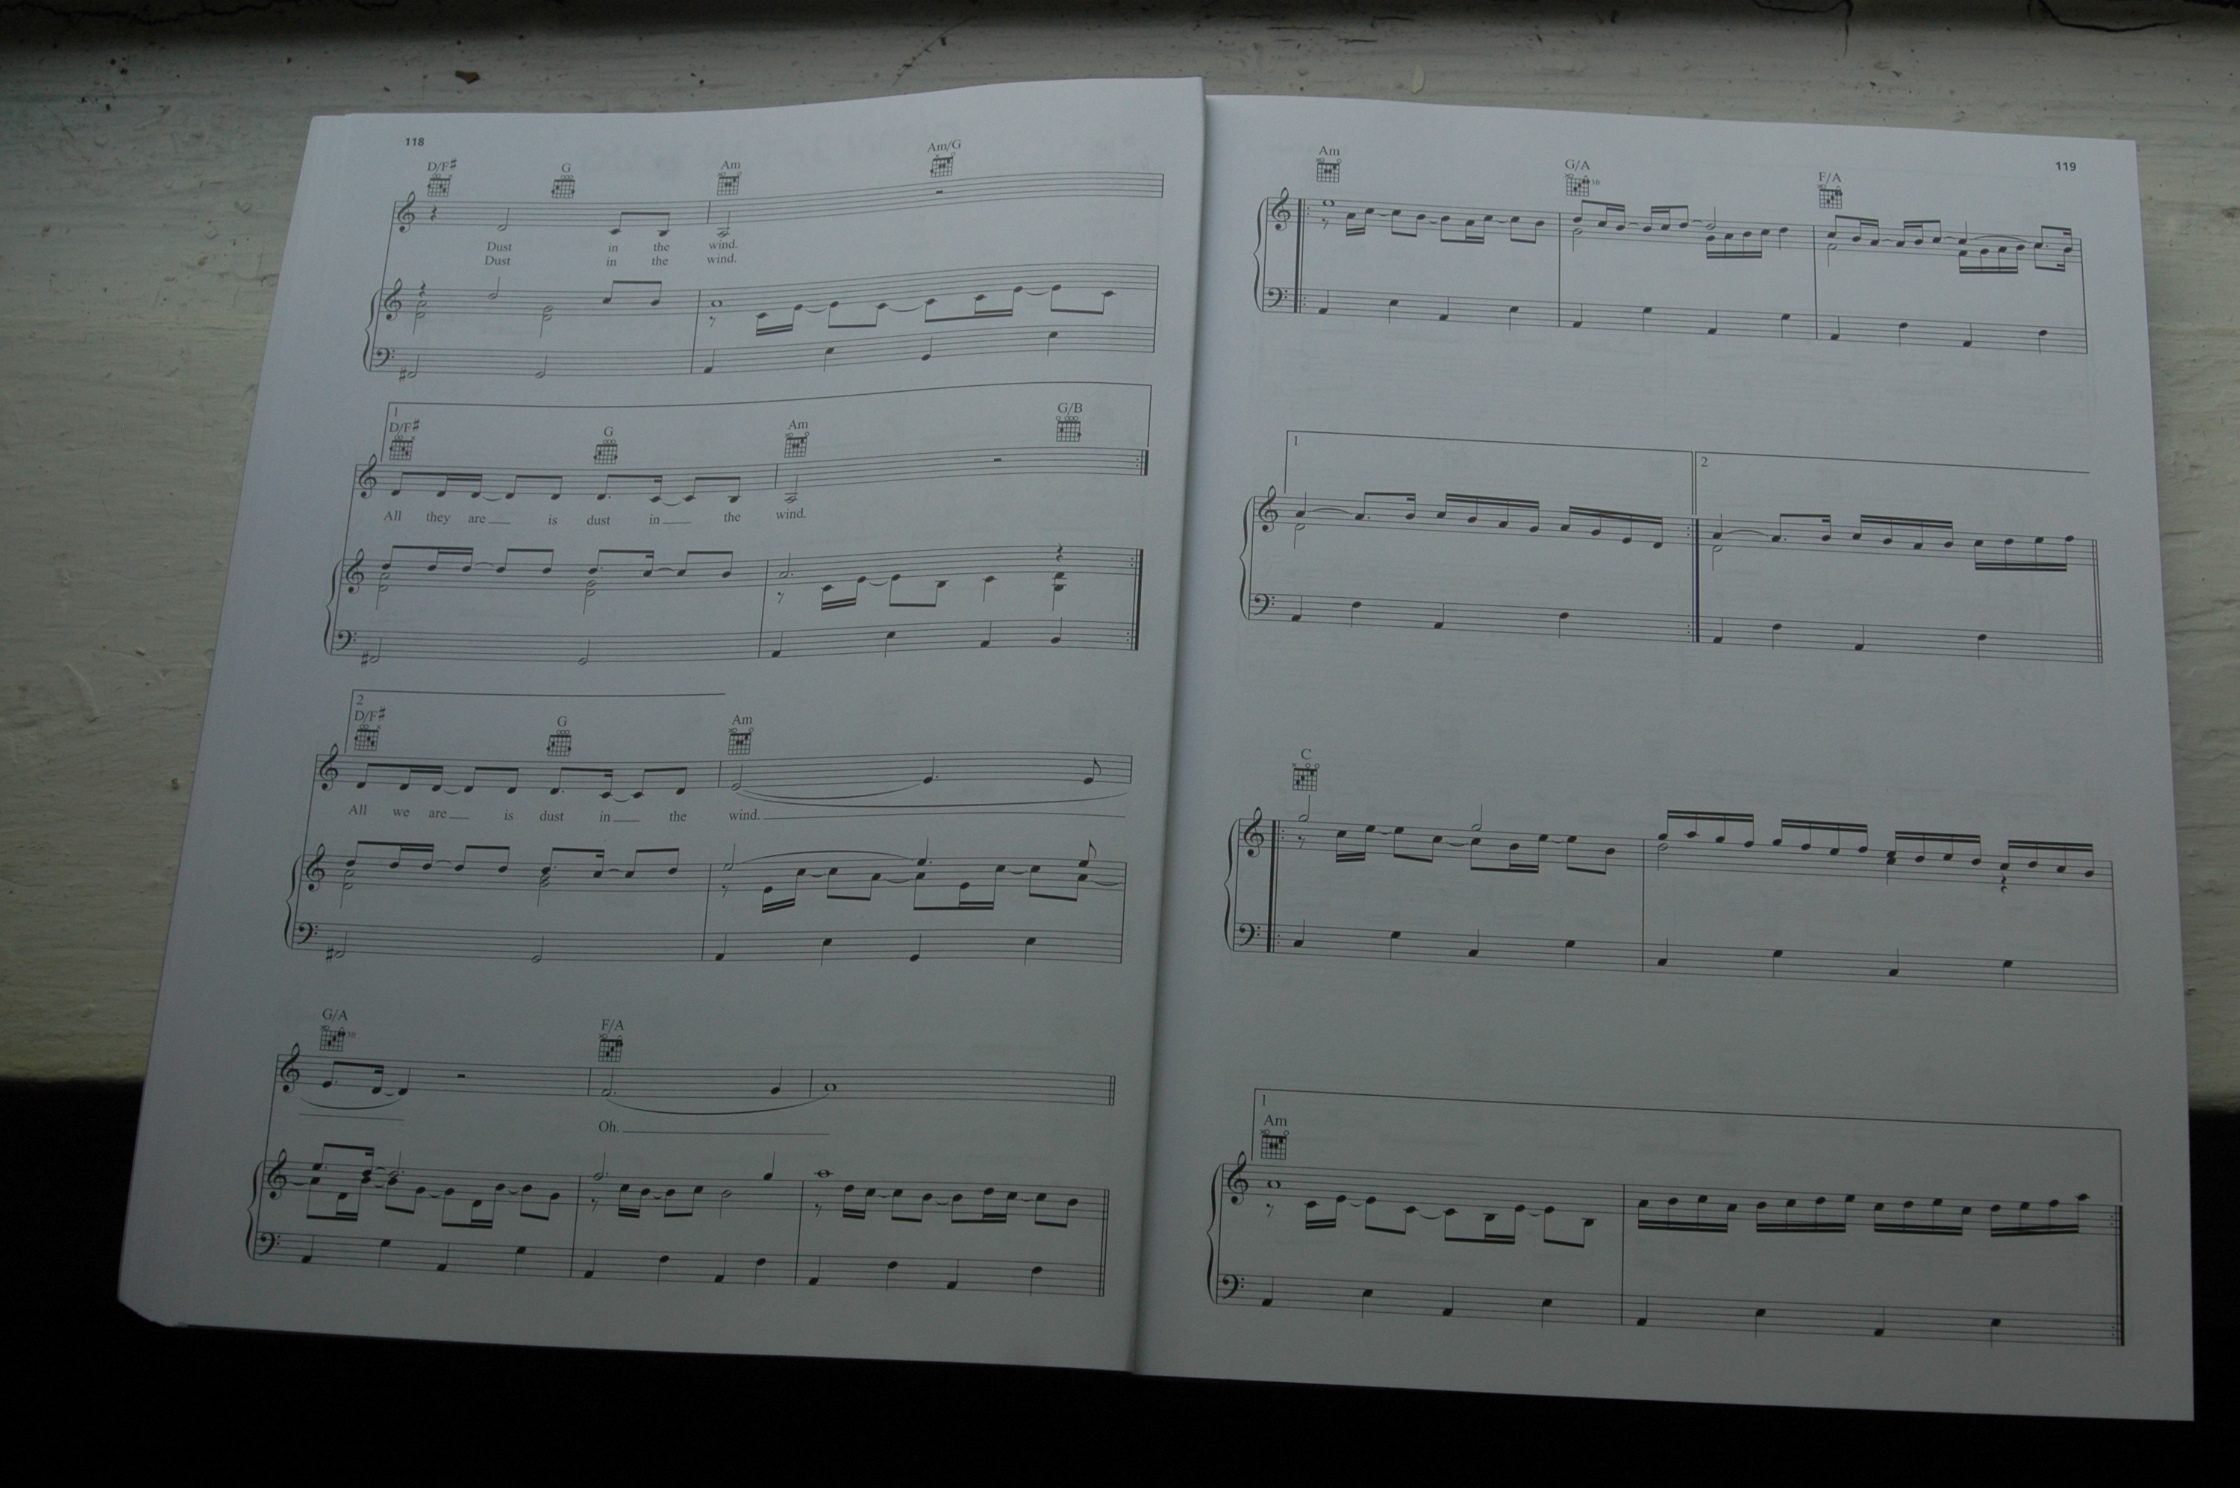 118
D/F♯ G Am Am/G
Dust in the wind.
Dust in the wind.
1
D/F♯ G Am G/B
All they are is dust in the wind.
2
D/F♯ G Am
All we are is dust in the wind.
G/A F/A
Oh.
119
Am G/A F/A
1 2
C
1
Am